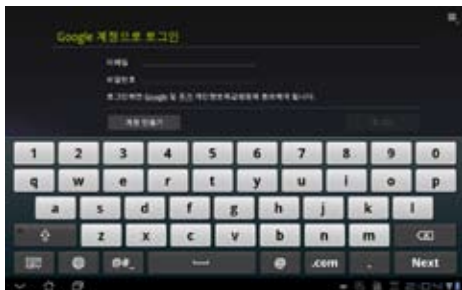 Google 계정으로 로그인
이메일
비밀번호
계정 만들기
1 2 3 4 5 6 7 8 9 0
q w e r t y u i o p
a s d f g h j k l
z x c v b n m
@#_ .com . Next